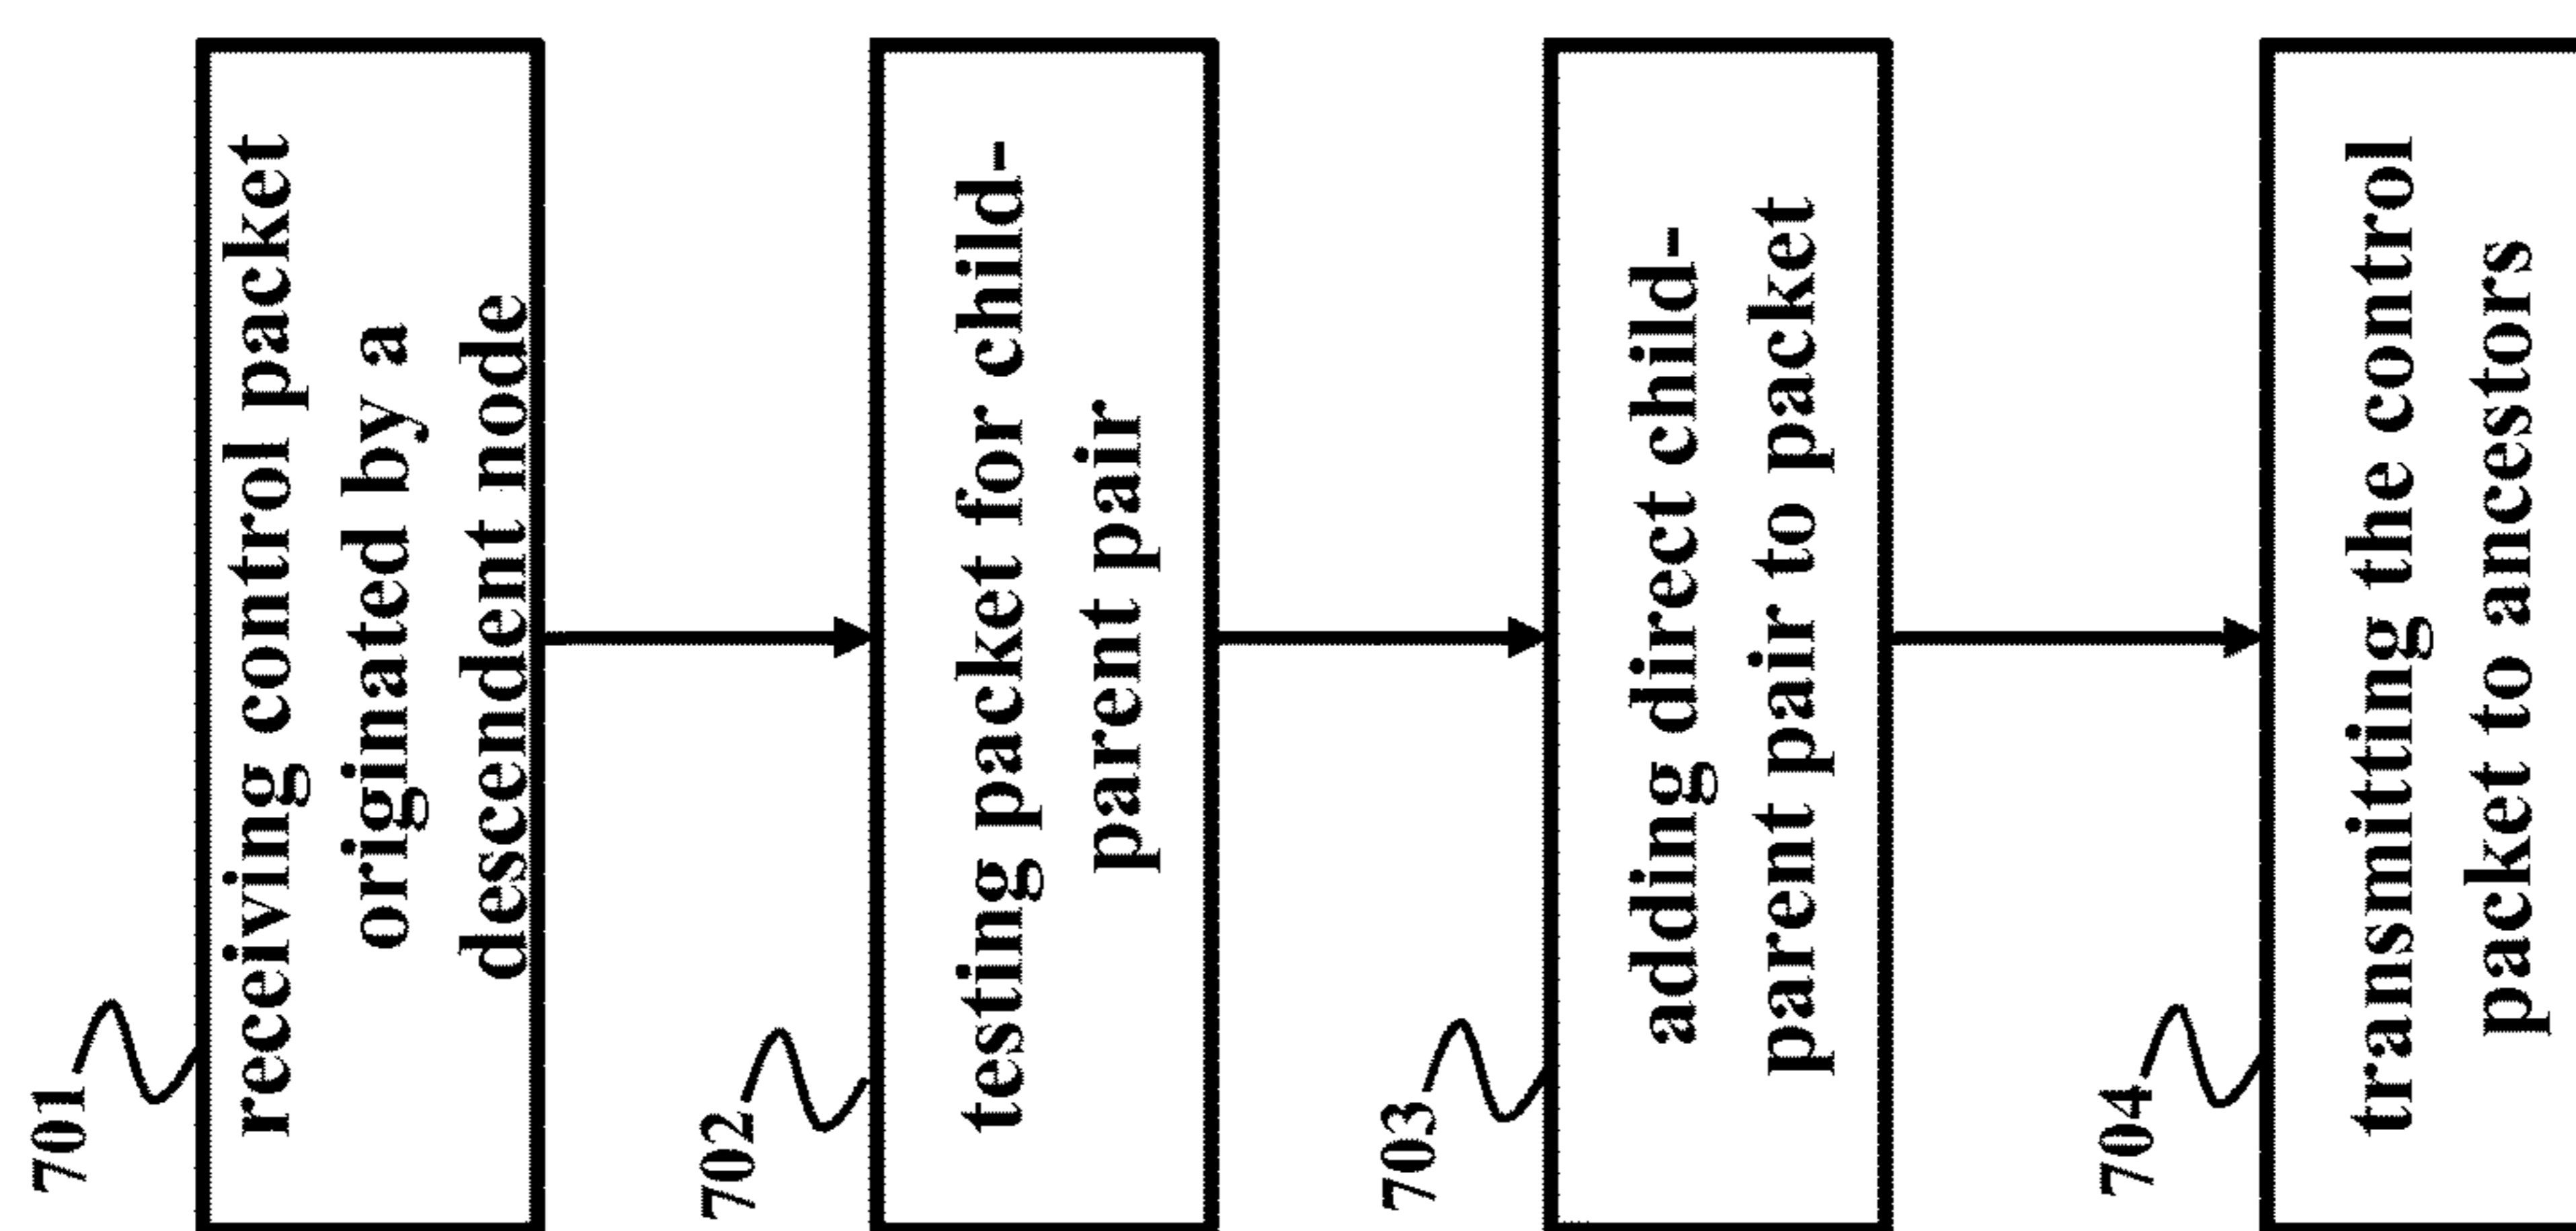 701
receiving control packet
originated by a
descendent node
702
testing packet for child-
parent pair
703
adding direct child-
parent pair to packet
704
transmitting the control
packet to ancestors